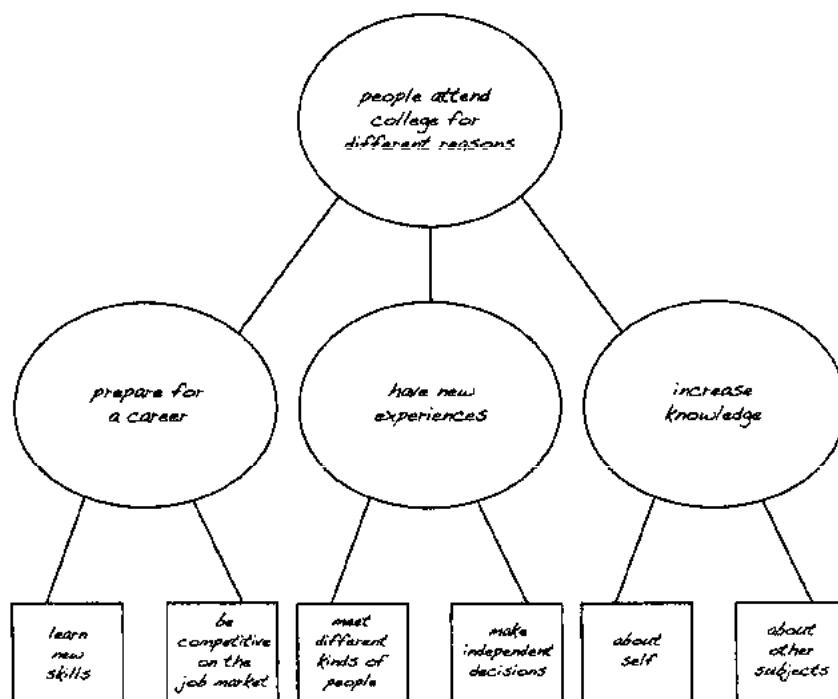 people attend
college for
different reasons
prepare for
a career
have new
experiences
increase
knowledge
learn
new
skills
be
competitive
on the
job market
meet
different
kinds of
people
make
independent
decisions
about
self
about
other
subjects